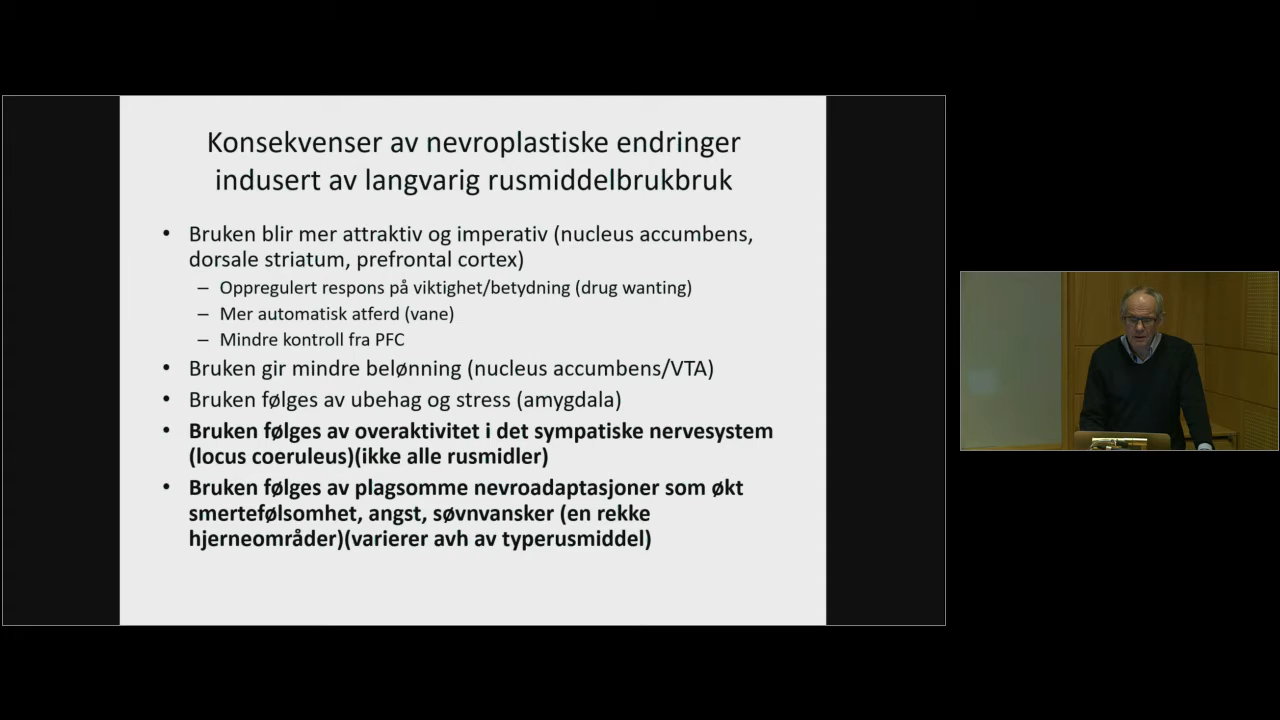 Konsekvenser av nevroplastiske endringer
indusert av langvarig rusmiddelbrukbruk
• Bruken blir mer attraktiv og imperativ (nucleus accumbens,
dorsale striatum, prefrontal cortex)
– Oppregulert respons på viktighet/betydning (drug wanting)
– Mer automatisk atferd (vane)
– Mindre kontroll fra PFC
• Bruken gir mindre belønning (nucleus accumbens/VTA)
• Bruken følges av ubehag og stress (amygdala)
• Bruken følges av overaktivitet i det sympatiske nervesystem
(locus coeruleus)(ikke alle rusmidler)
• Bruken følges av plagsomme nevroadaptasjoner som økt
smertefølsomhet, angst, søvnvansker (en rekke
hjerneområder)(varierer avh av typerusmiddel)